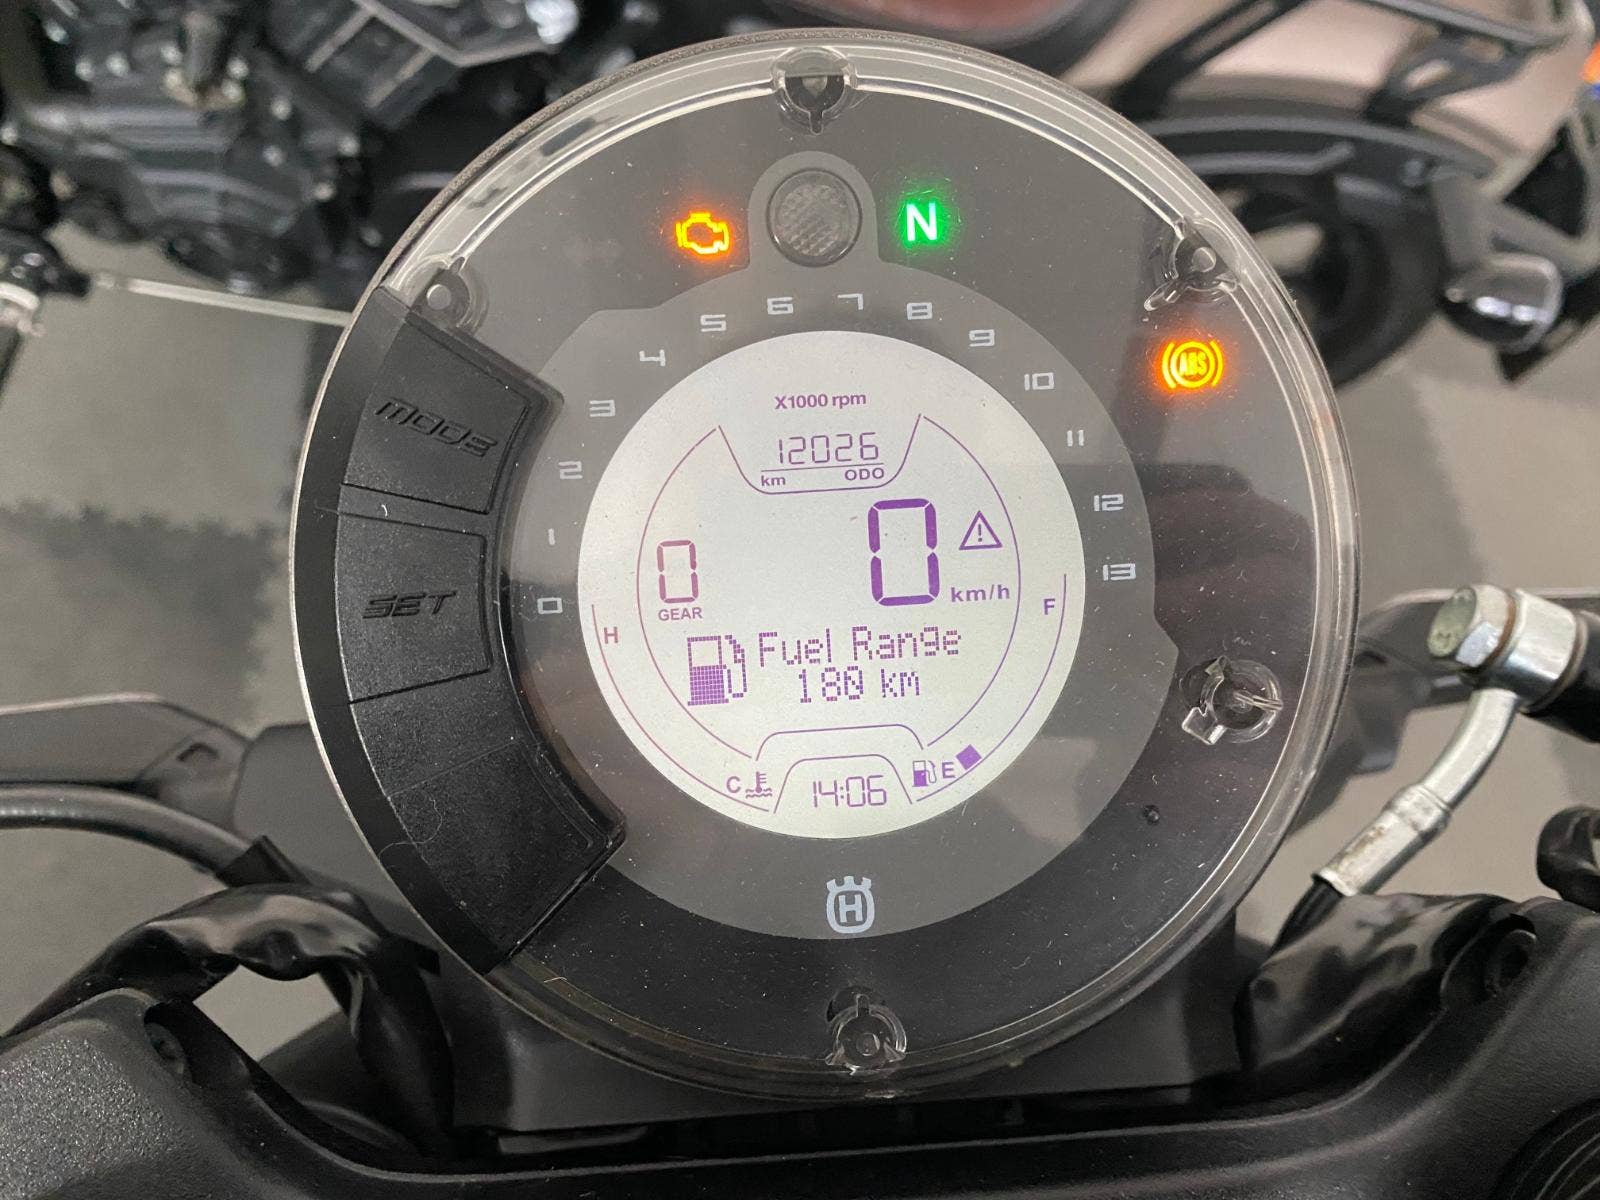 N
0 1 2 3 4 5 6 7 8 9 10 11 12 13
ABS
MODE
SET
X1000 rpm
12026
km ODO
0
GEAR
0
km/h
H
F
Fuel Range
180 km
C
E
14:06
H